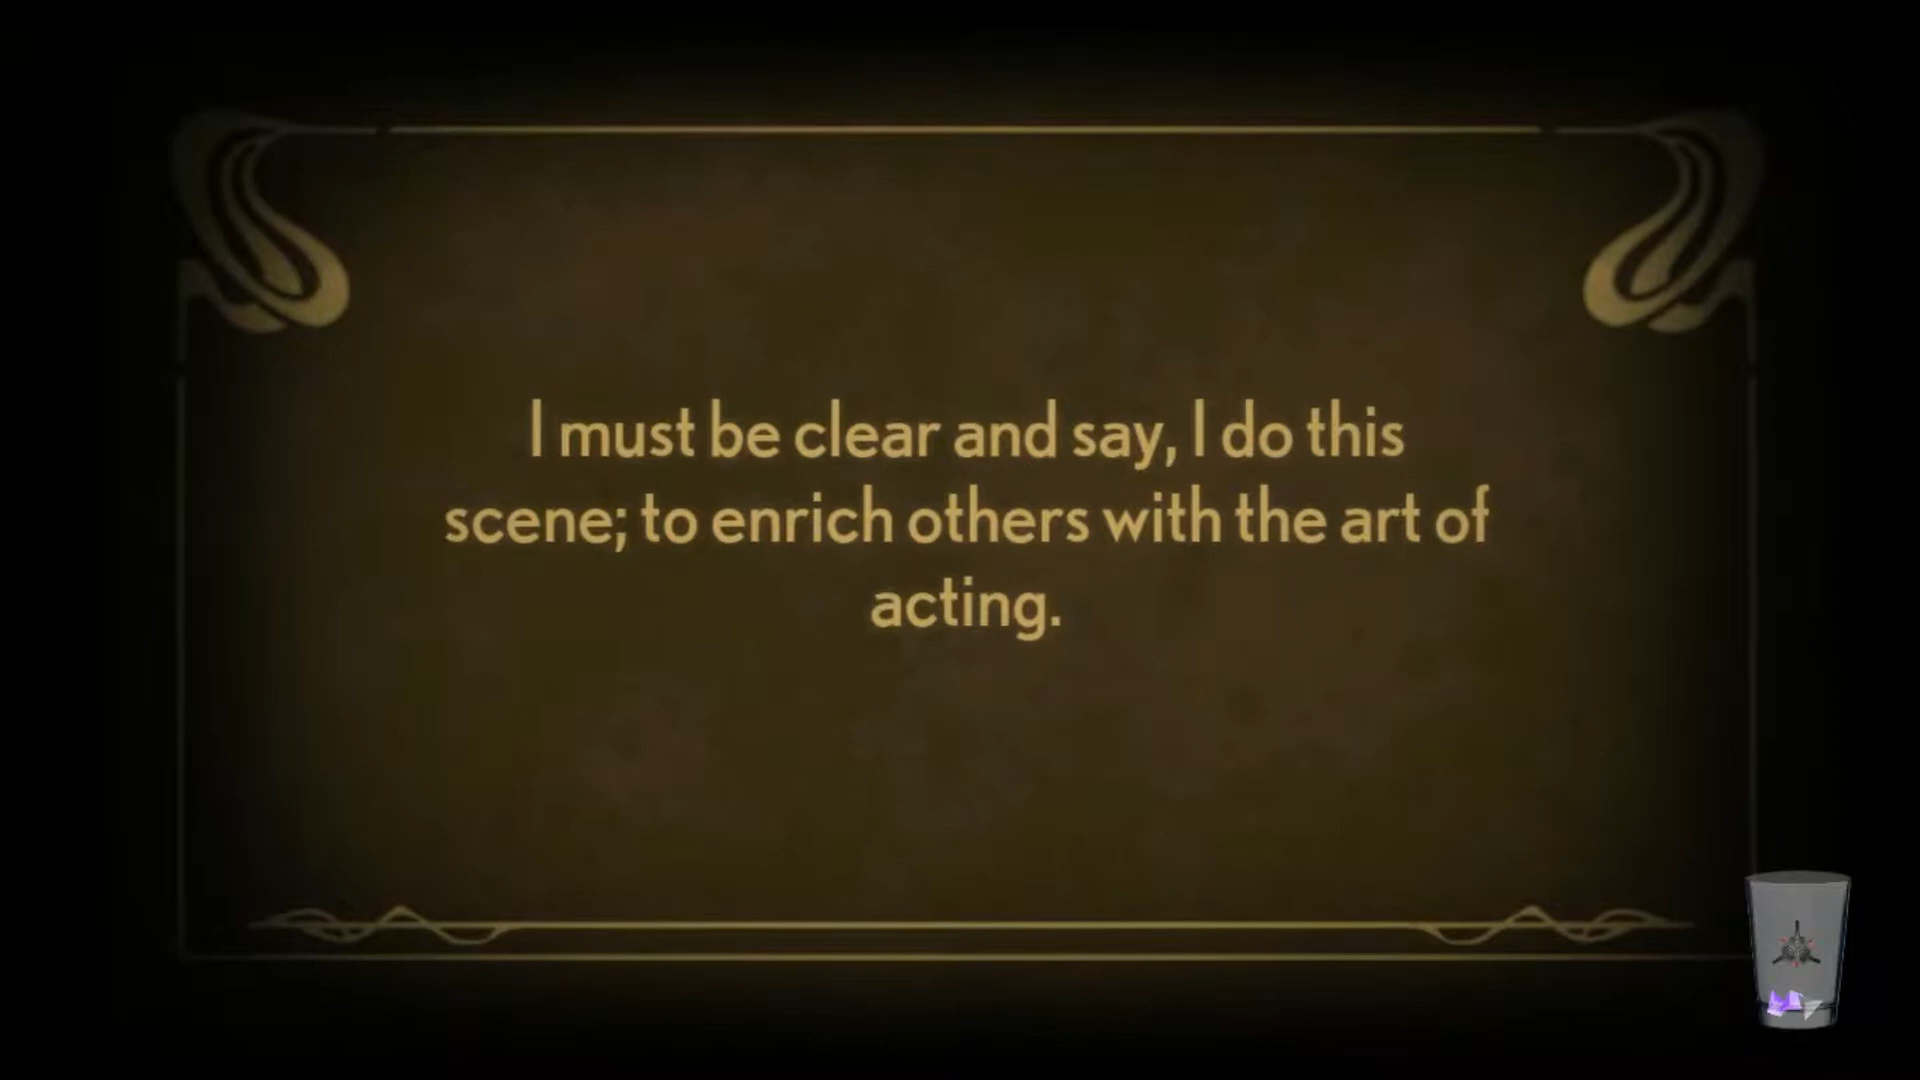 I must be clear and say, I do this
scene; to enrich others with the art of
acting.